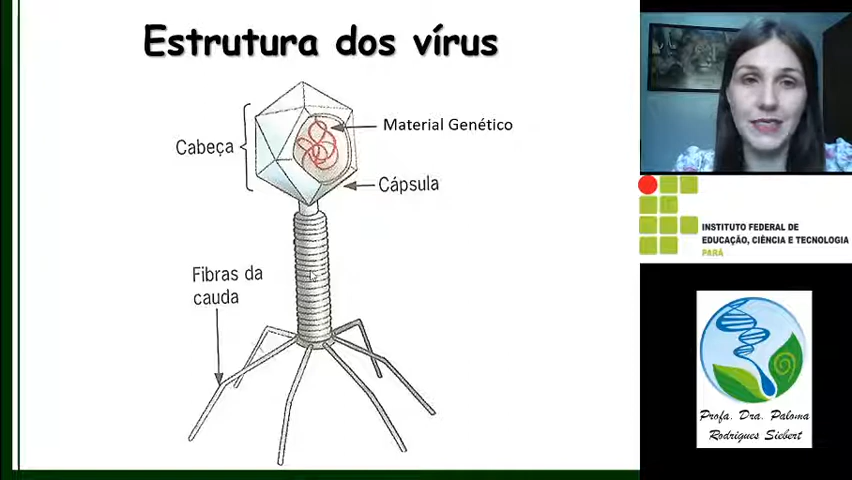 Estrutura dos vírus
Cabeça
Material Genético
Cápsula
Fibras da
cauda
INSTITUTO FEDERAL DE
EDUCAÇÃO, CIÊNCIA E TECNOLOGIA
PARÁ
Profa. Dra. Paloma
Rodrigues Siebert